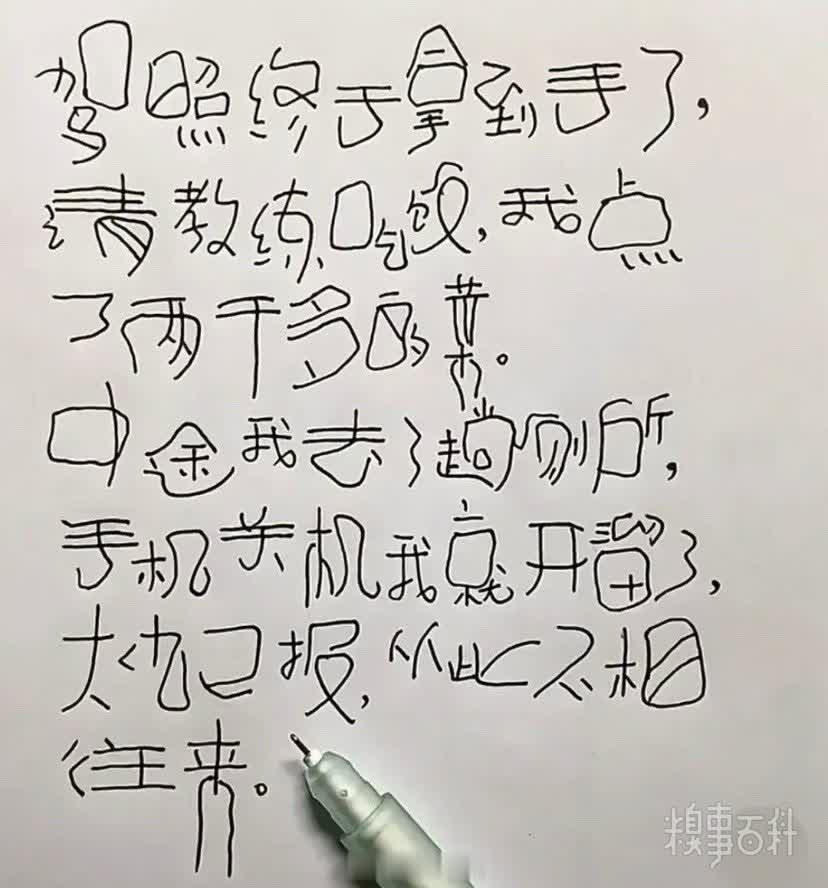 驾照终于拿到手了,
请教练吃饭,我点
了两千多的菜。
中途我去了趟厕所,
手机关机我就开溜了,
大仇已报,从此不相
往来。
糗事百科